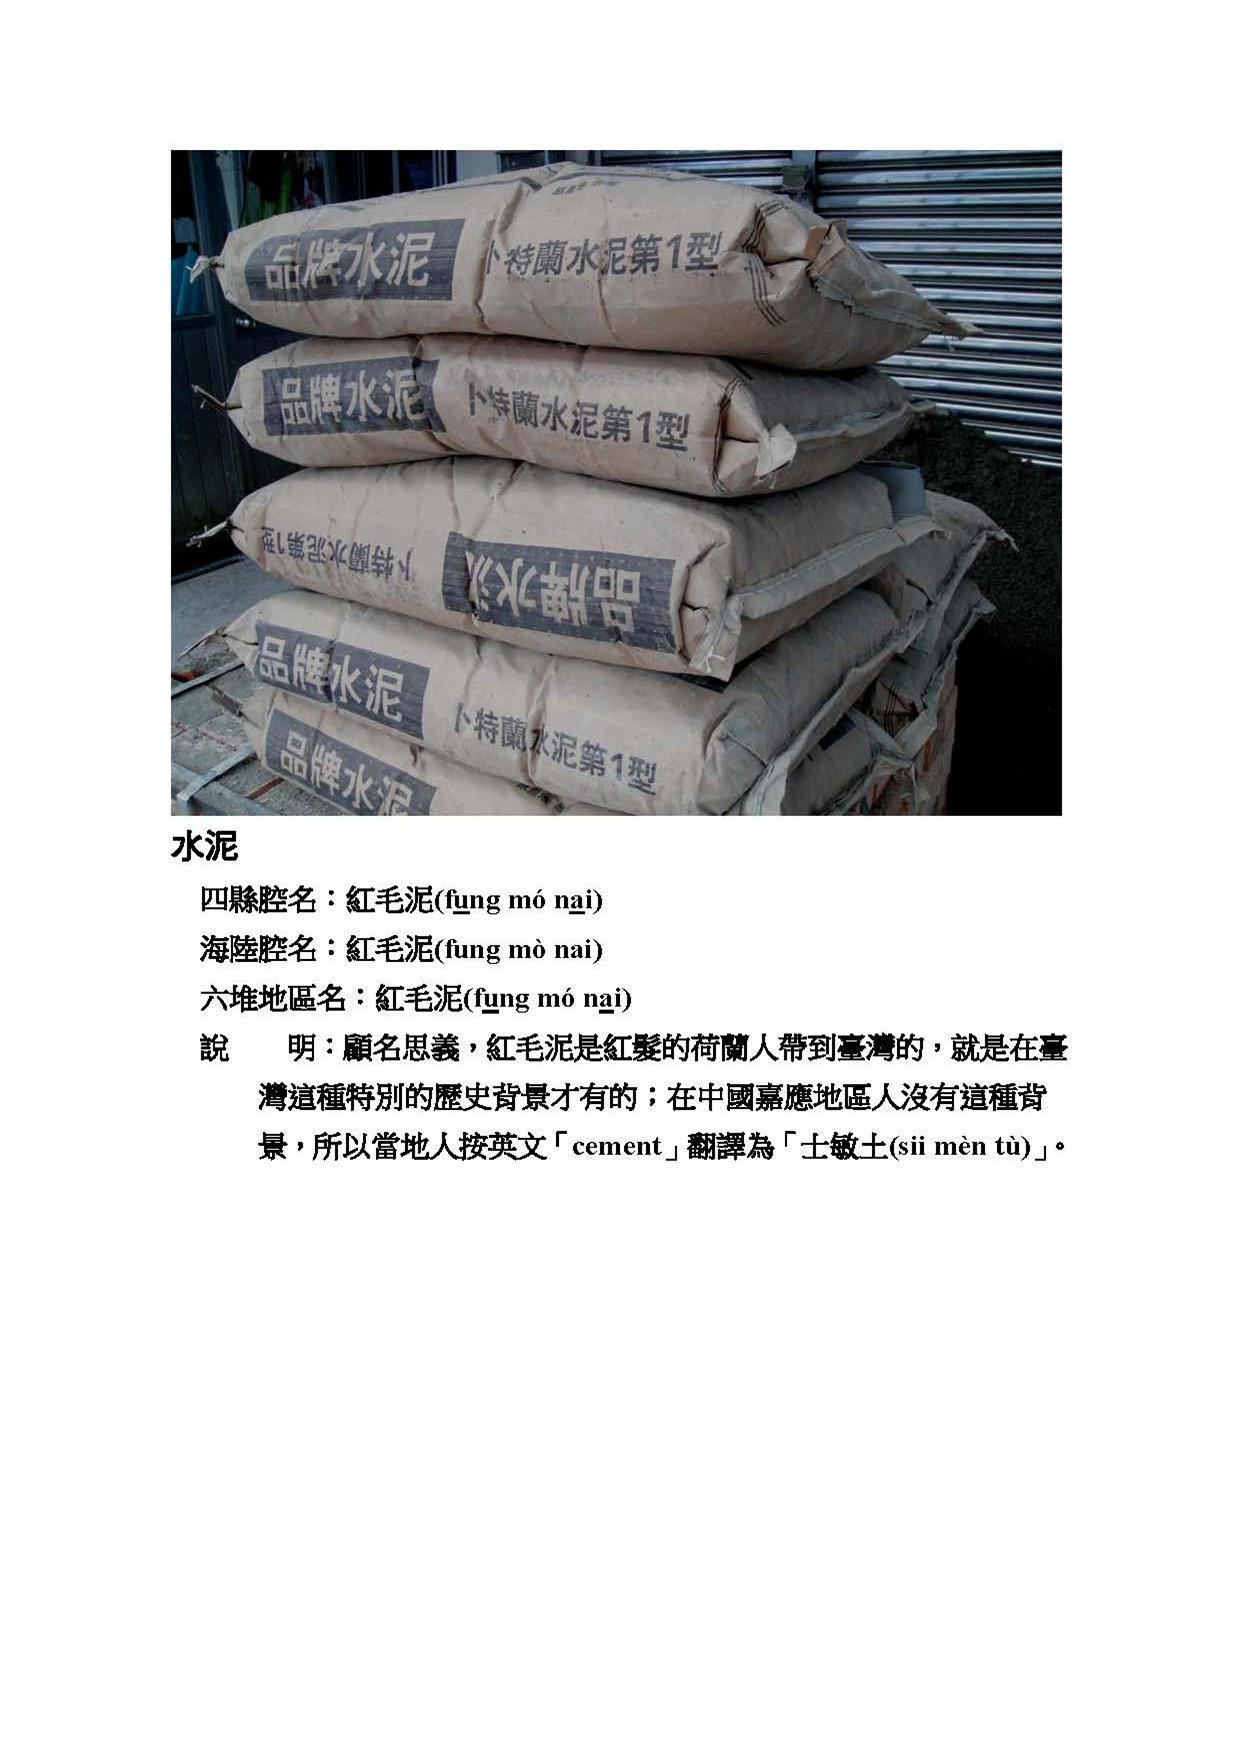 品牌水泥 卜特蘭水泥第1型
品牌水泥 卜特蘭水泥第1型
卜特蘭水泥第1型 品牌水泥
品牌水泥 卜特蘭水泥第1型
品牌水泥
水泥
四縣腔名：紅毛泥(fung mó nai)
海陸腔名：紅毛泥(fung mò nai)
六堆地區名：紅毛泥(fung mó nai)
說　　明：顧名思義，紅毛泥是紅髮的荷蘭人帶到臺灣的，就是在臺
灣這種特別的歷史背景才有的；在中國嘉應地區人沒有這種背
景，所以當地人按英文「cement」翻譯為「士敏土(sii mèn tù)」。